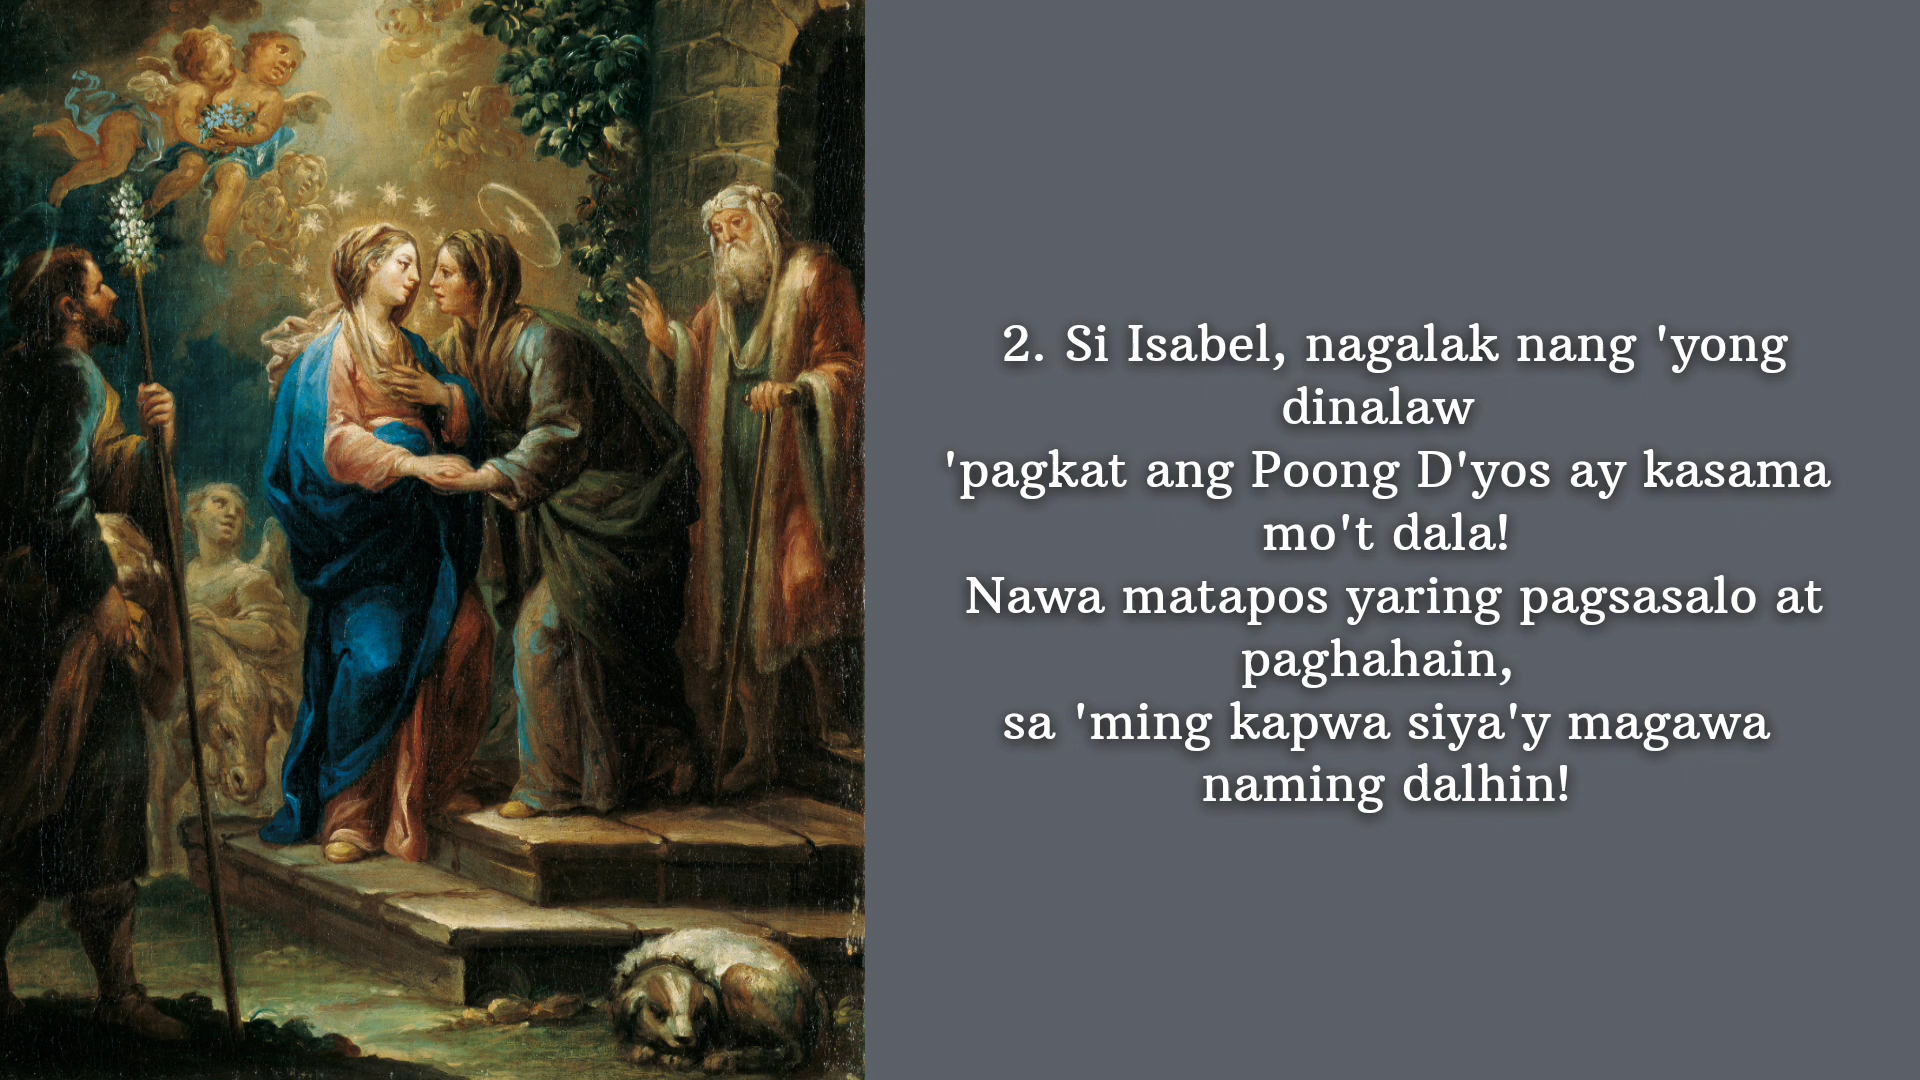 2. Si Isabel, nagalak nang 'yong
dinalaw
'pagkat ang Poong D'yos ay kasama
mo't dala!
Nawa matapos yaring pagsasalo at
paghahain,
sa 'ming kapwa siya'y magawa
naming dalhin!